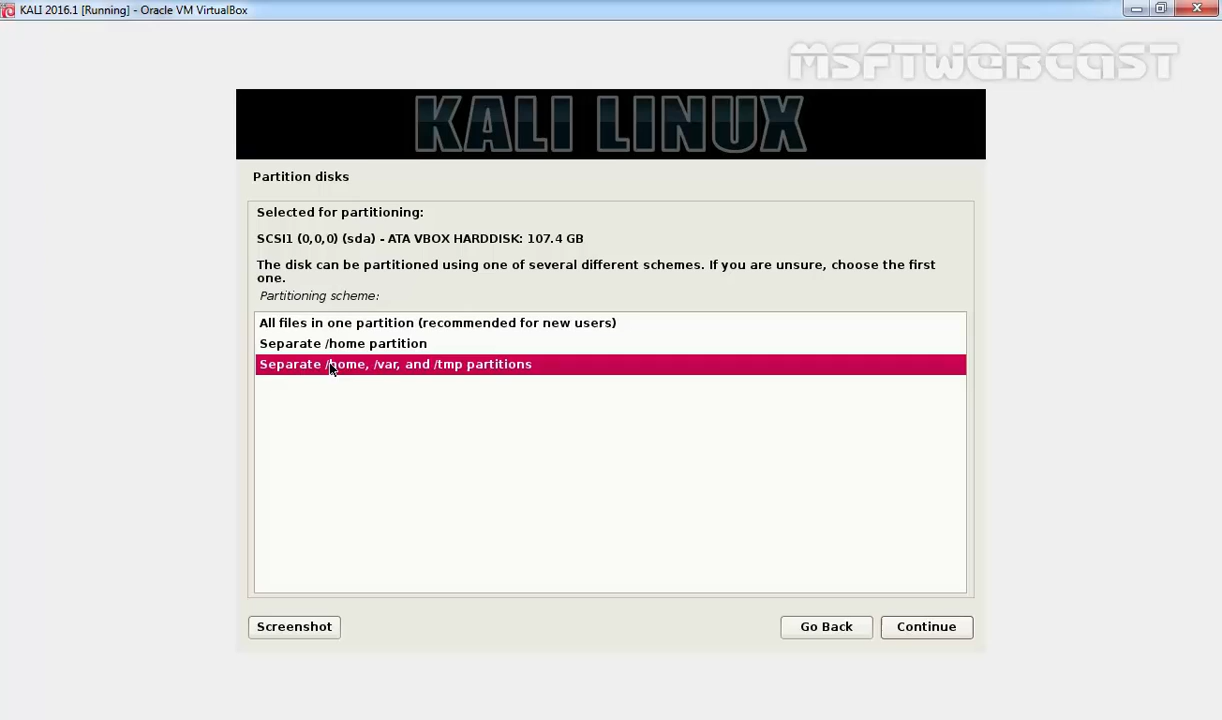 KALI 2016.1 [Running] - Oracle VM VirtualBox
MSFTWEBCAST
KALI LINUX
Partition disks
Selected for partitioning:
SCSI1 (0,0,0) (sda) - ATA VBOX HARDDISK: 107.4 GB
The disk can be partitioned using one of several different schemes. If you are unsure, choose the first
one.
Partitioning scheme:
All files in one partition (recommended for new users)
Separate /home partition
Separate /home, /var, and /tmp partitions
Screenshot
Go Back
Continue